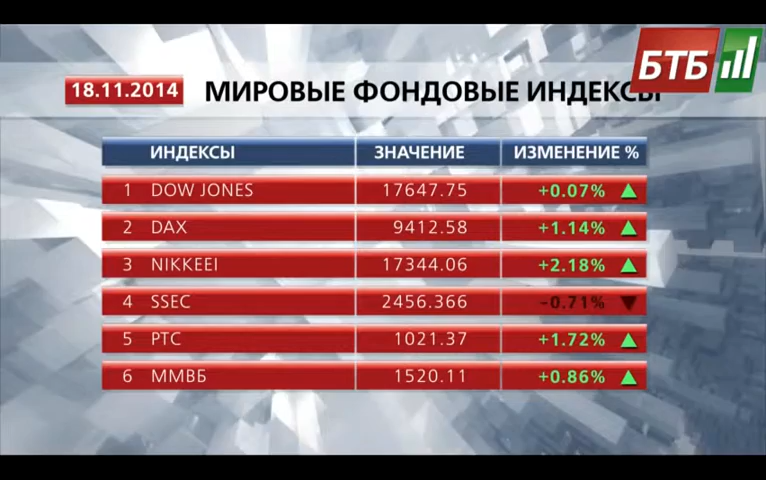 БТБ
18.11.2014 МИРОВЫЕ ФОНДОВЫЕ ИНДЕКСЫ
ИНДЕКСЫ ЗНАЧЕНИЕ ИЗМЕНЕНИЕ %
1 DOW JONES 17647.75 +0.07%
2 DAX 9412.58 +1.14%
3 NIKKEEI 17344.06 +2.18%
4 SSEC 2456.366 -0.71%
5 РТС 1021.37 +1.72%
6 ММВБ 1520.11 +0.86%